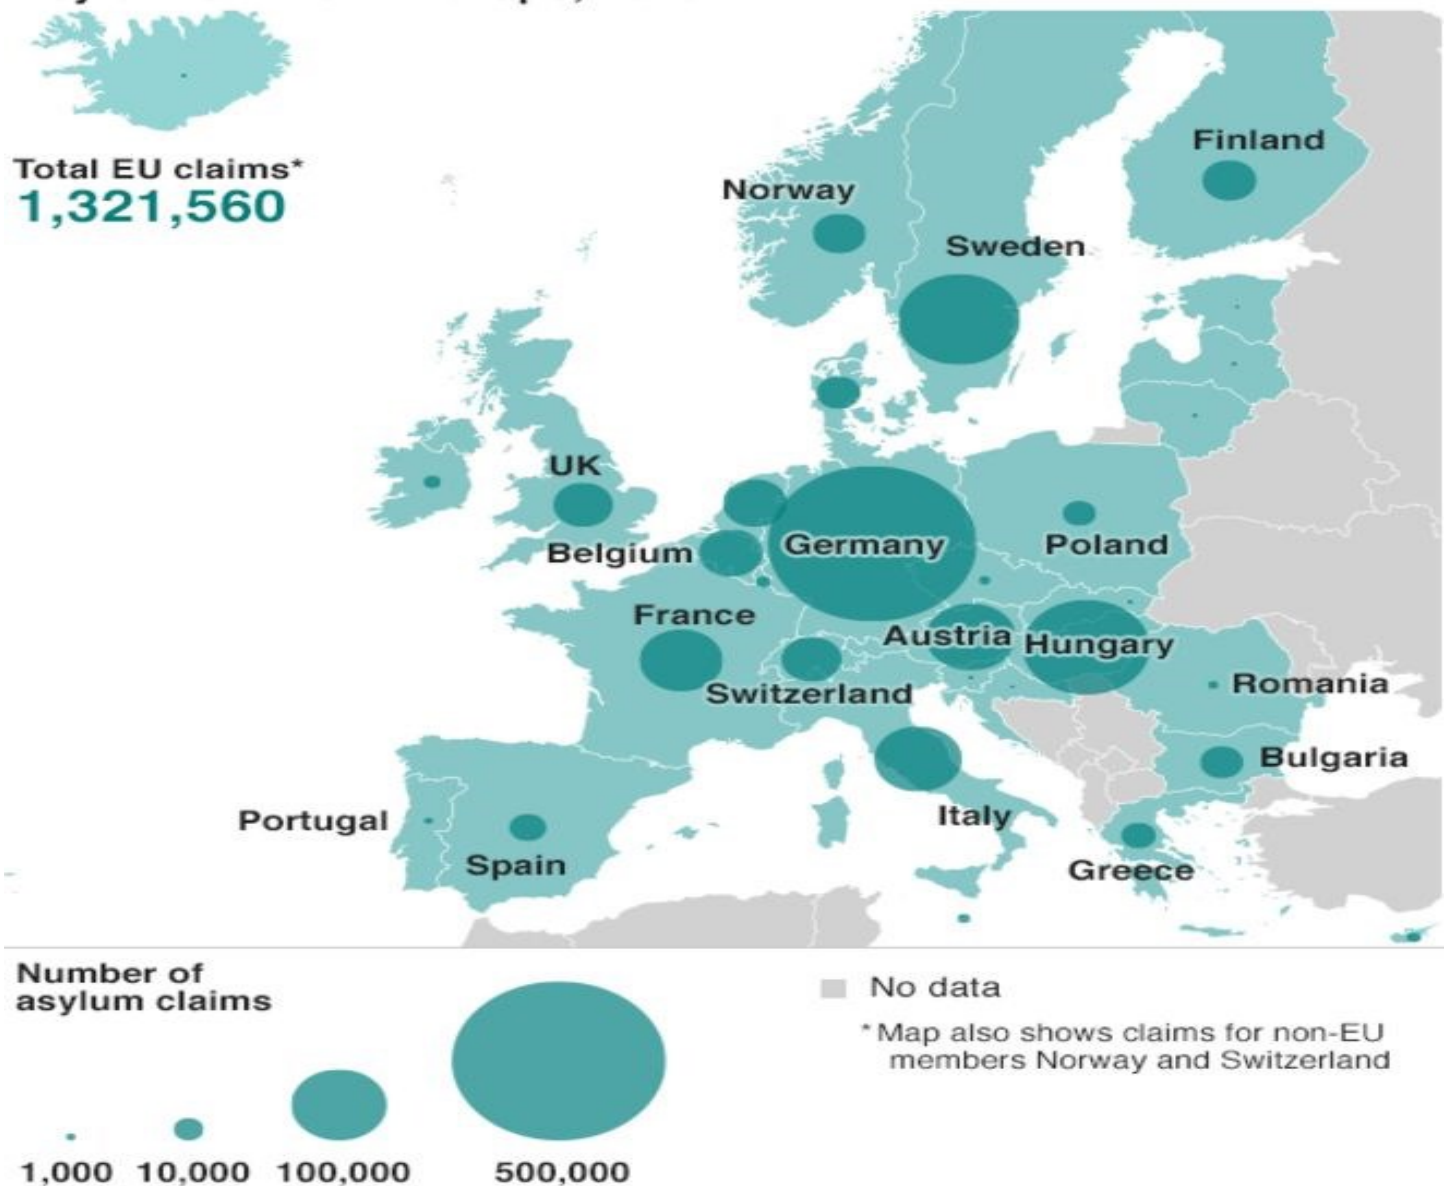 Total EU claims*
1,321,560
Finland
Norway
Sweden
UK
Belgium
Germany
Poland
France
Austria
Hungary
Switzerland
Romania
Bulgaria
Portugal
Italy
Spain
Greece
Number of
asylum claims
1,000
10,000
100,000
500,000
No data
*Map also shows claims for non-EU
members Norway and Switzerland